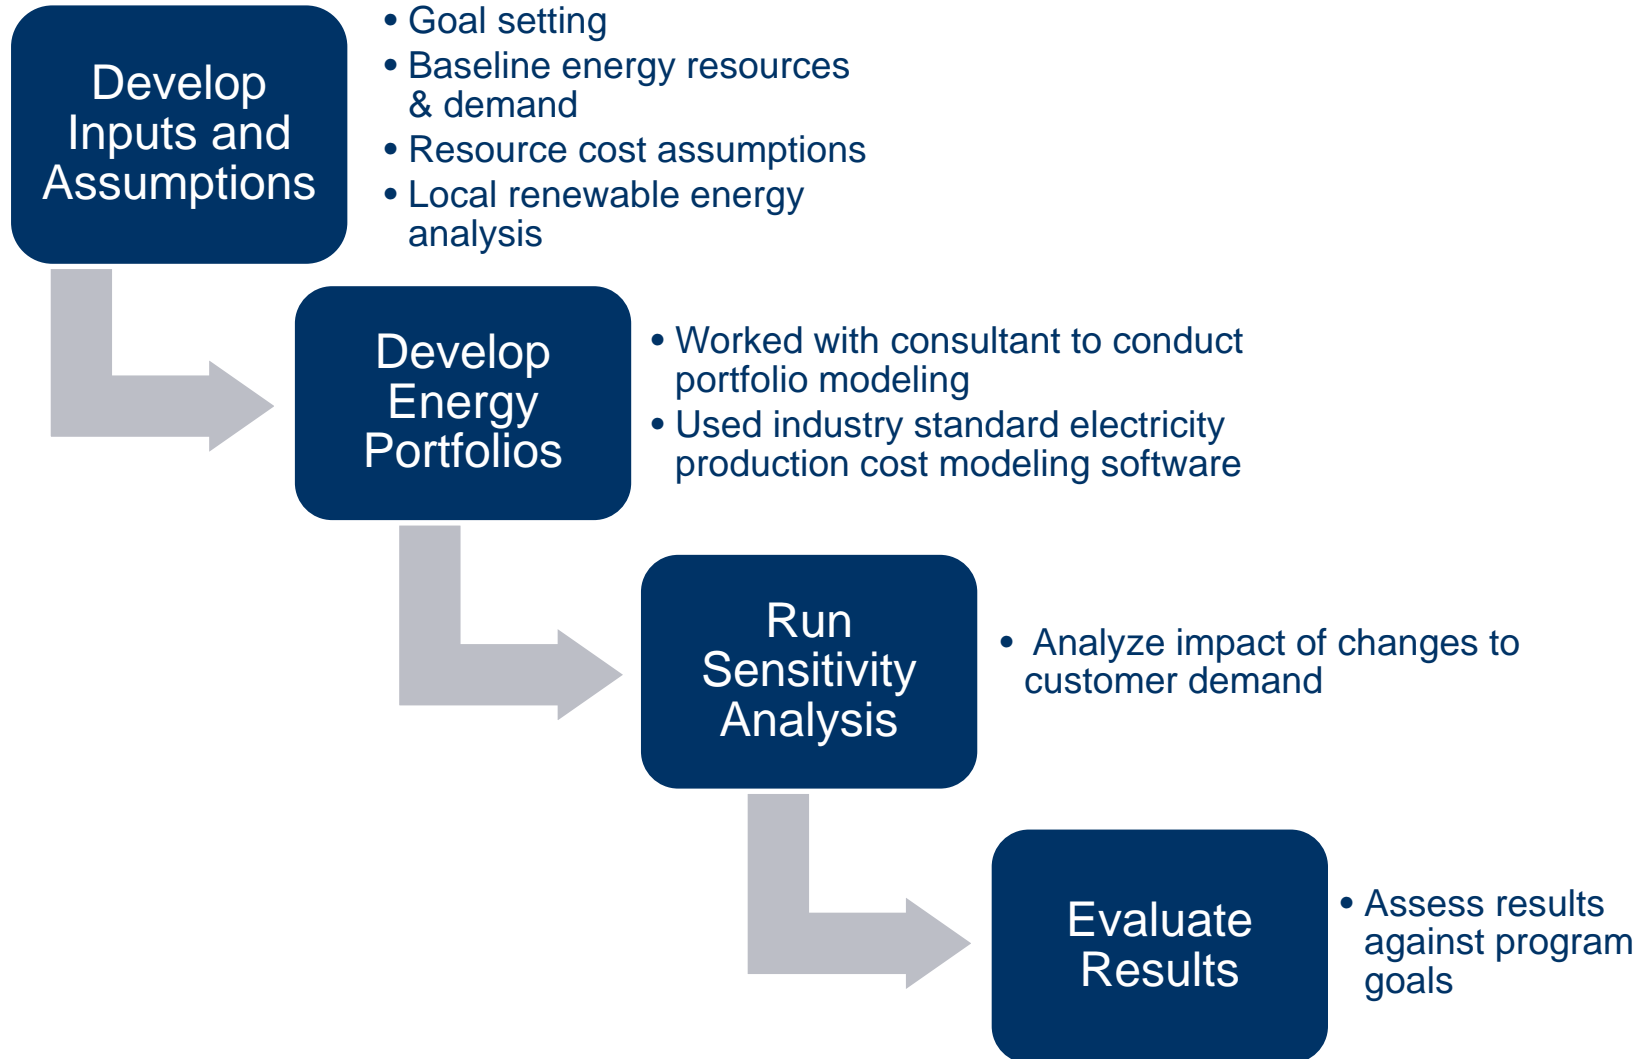 Develop
Inputs and
Assumptions
• Goal setting
• Baseline energy resources
& demand
• Resource cost assumptions
• Local renewable energy
analysis
Develop
Energy
Portfolios
• Worked with consultant to conduct
portfolio modeling
• Used industry standard electricity
production cost modeling software
Run
Sensitivity
Analysis
• Analyze impact of changes to
customer demand
Evaluate
Results
• Assess results
against program
goals